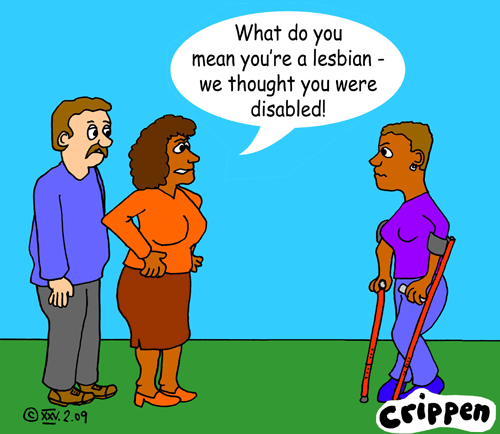 What do you
mean you're a lesbian -
we thought you were
disabled!
© XXV. 2.09
Crippen